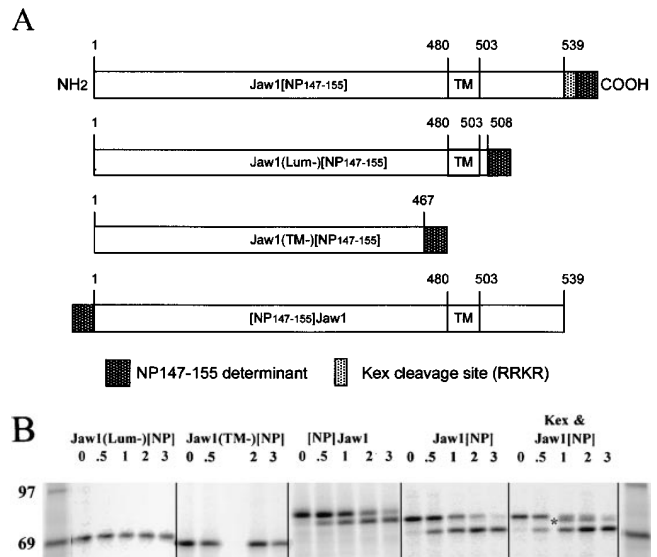 A
1 480 503 539
NH2 Jaw1[NP147-155] TM COOH
1 480 503 508
Jaw1(Lum-)[NP147-155] TM
1 467
Jaw1(TM-)[NP147-155]
1 480 503 539
[NP147-155]Jaw1 TM
NP147-155 determinant Kex cleavage site (RRKR)
B
Kex &
Jaw1(Lum-)[NP] Jaw1(TM-)[NP] [NP]Jaw1 Jaw1[NP] Jaw1[NP]
0 .5 1 2 3 0 .5 2 3 0 .5 1 2 3 0 .5 1 2 3 0 .5 1 2 3
97
*
69